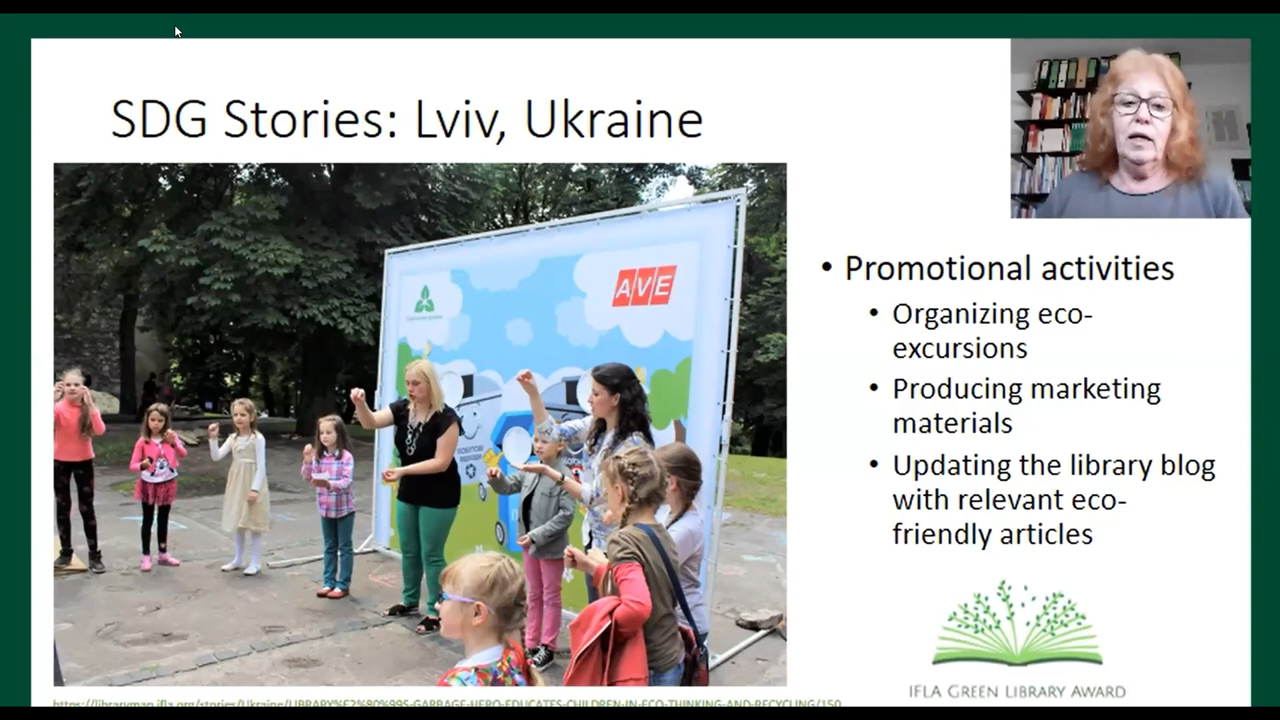 SDG Stories: Lviv, Ukraine
AVE
• Promotional activities
• Organizing eco-
excursions
• Producing marketing
materials
• Updating the library blog
with relevant eco-
friendly articles
IFLA GREEN LIBRARY AWARD
https://libraryman.ifla.org/stories/Ukraine/LIBRARY%E2%80%99S-GARBAGE-HERO-EDUCATES-CHILDREN-IN-ECO-THINKING-AND-RECYCLING/150